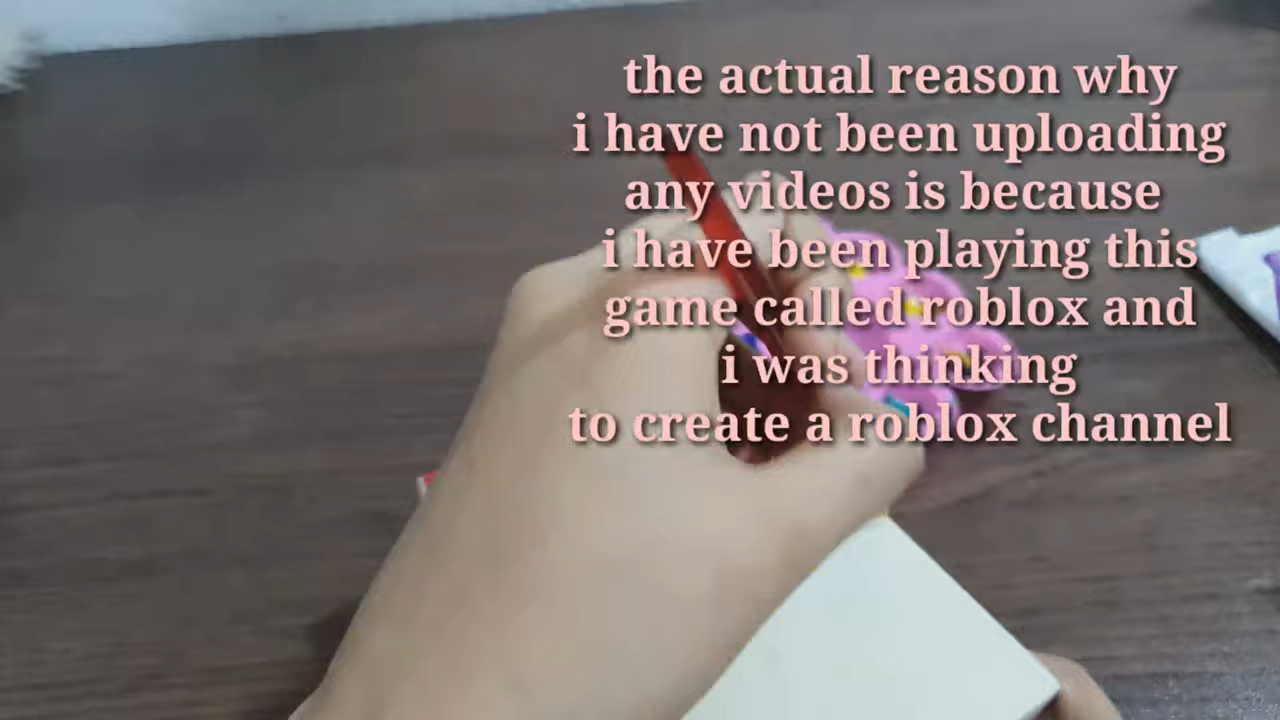 the actual reason why
i have not been uploading
any videos is because
i have been playing this
game called roblox and
i was thinking
to create a roblox channel